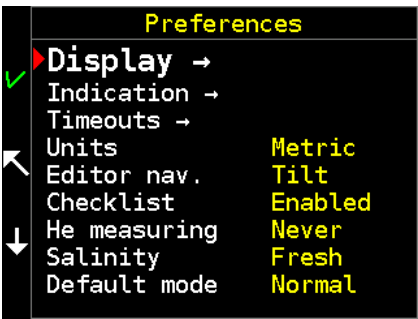 Preferences
Display →
Indication →
Timeouts →
Units Metric
Editor nav. Tilt
Checklist Enabled
He measuring Never
Salinity Fresh
Default mode Normal